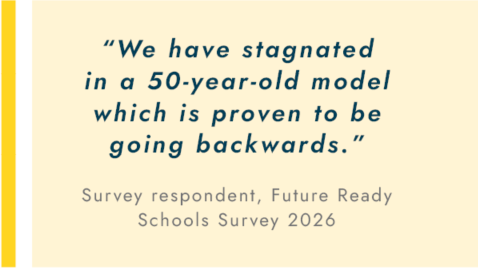 “We have stagnated
in a 50-year-old model
which is proven to be
going backwards.”
Survey respondent, Future Ready
Schools Survey 2026